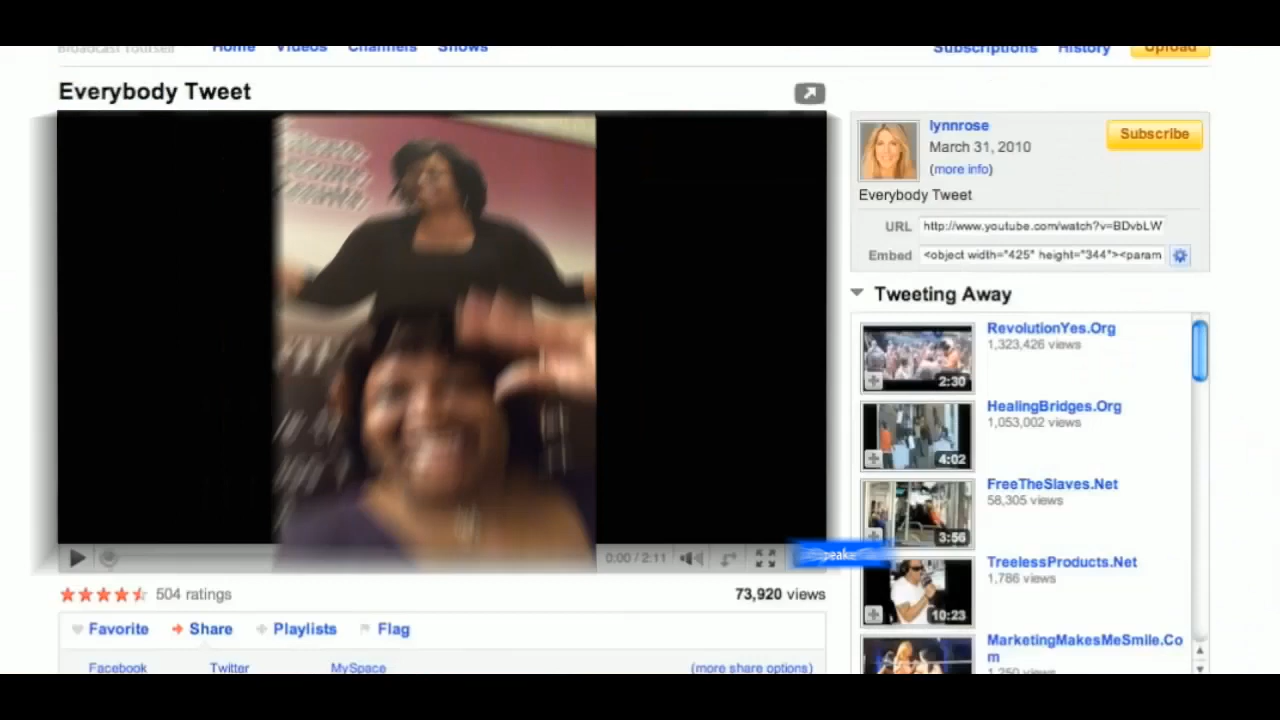 Broadcast Yourself
Home Videos Channels Shows
Subscriptions History Upload
Everybody Tweet
lynnrose
March 31, 2010
(more info)
Subscribe
Everybody Tweet
URL http://www.youtube.com/watch?v=BDvbLW
Embed <object width="425" height="344"><param
Tweeting Away
RevolutionYes.Org
1,323,426 views
2:30
HealingBridges.Org
1,053,002 views
4:02
FreeTheSlaves.Net
58,305 views
3:56
TreelessProducts.Net
1,786 views
10:23
MarketingMakesMeSmile.Co
m
1,250 views
0:00 / 2:11
504 ratings
73,920 views
Favorite Share Playlists Flag
Facebook Twitter MySpace (more share options)